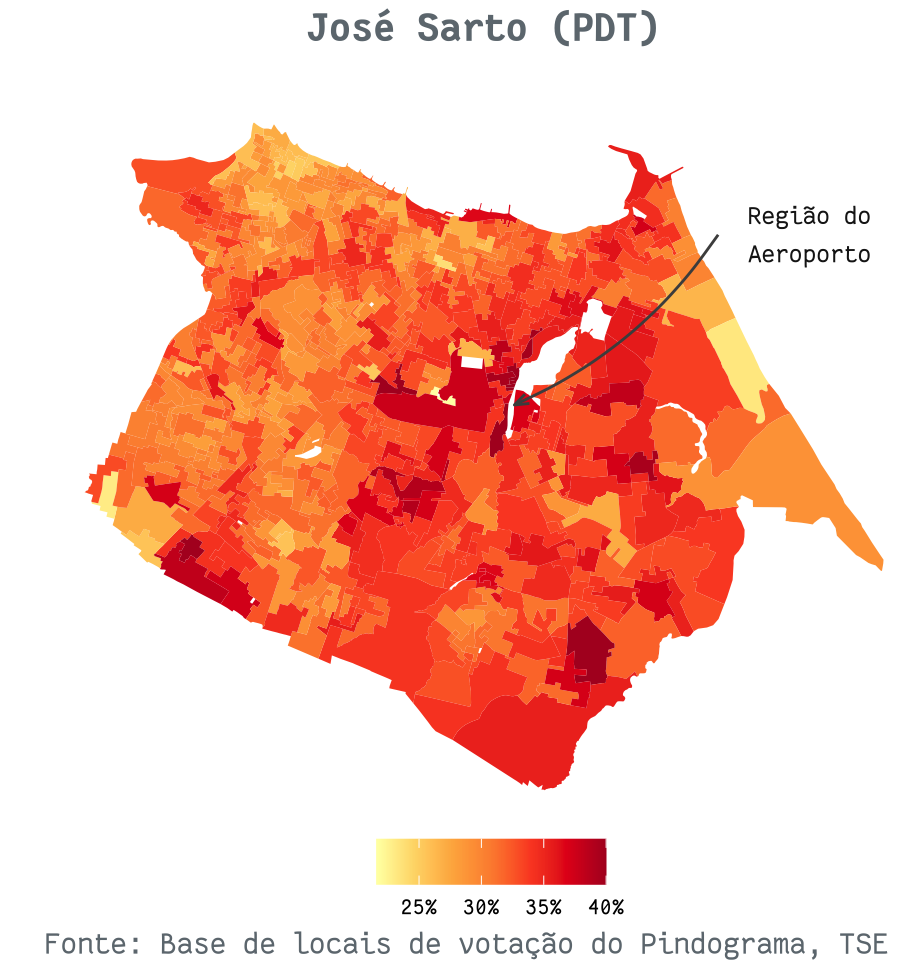 José Sarto (PDT)
Região do
Aeroporto
25% 30% 35% 40%
Fonte: Base de locais de votação do Pindograma, TSE